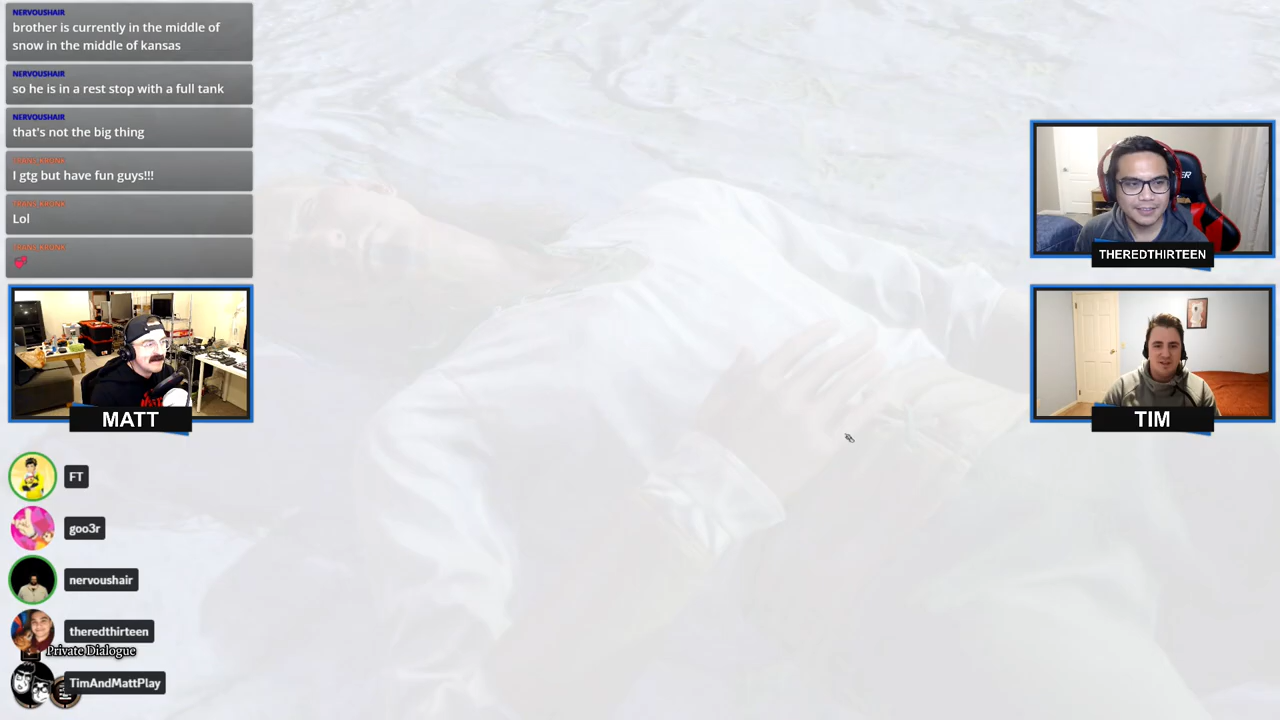 NERVOUSHAIR
brother is currently in the middle of
snow in the middle of kansas
NERVOUSHAIR
so he is in a rest stop with a full tank
NERVOUSHAIR
that's not the big thing
I gtg but have fun guys!!!
Lol
MATT
THEREDTHIRTEEN
TIM
FT
goo3r
nervoushair
theredthirteen
Private Dialogue
TimAndMattPlay